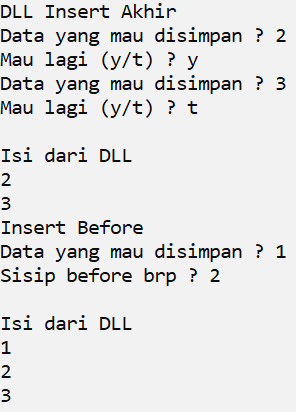 DLL Insert Akhir
Data yang mau disimpan ? 2
Mau lagi (y/t) ? y
Data yang mau disimpan ? 3
Mau lagi (y/t) ? t
Isi dari DLL
2
3
Insert Before
Data yang mau disimpan ? 1
Sisip before brp ? 2
Isi dari DLL
1
2
3